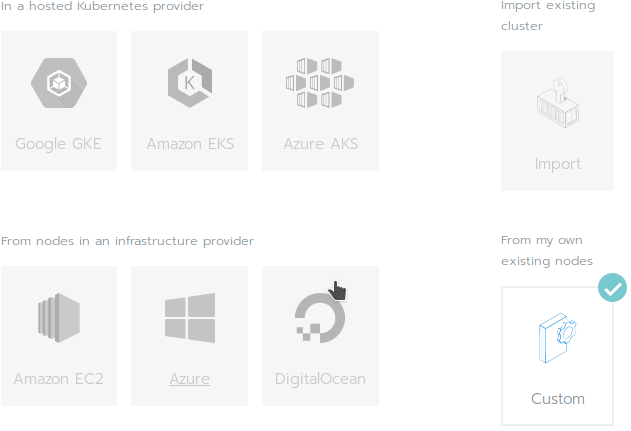 In a hosted Kubernetes provider
Import existing
cluster
K
Google GKE
Amazon EKS
Azure AKS
Import
From nodes in an infrastructure provider
From my own
existing nodes
Amazon EC2
Azure
DigitalOcean
Custom